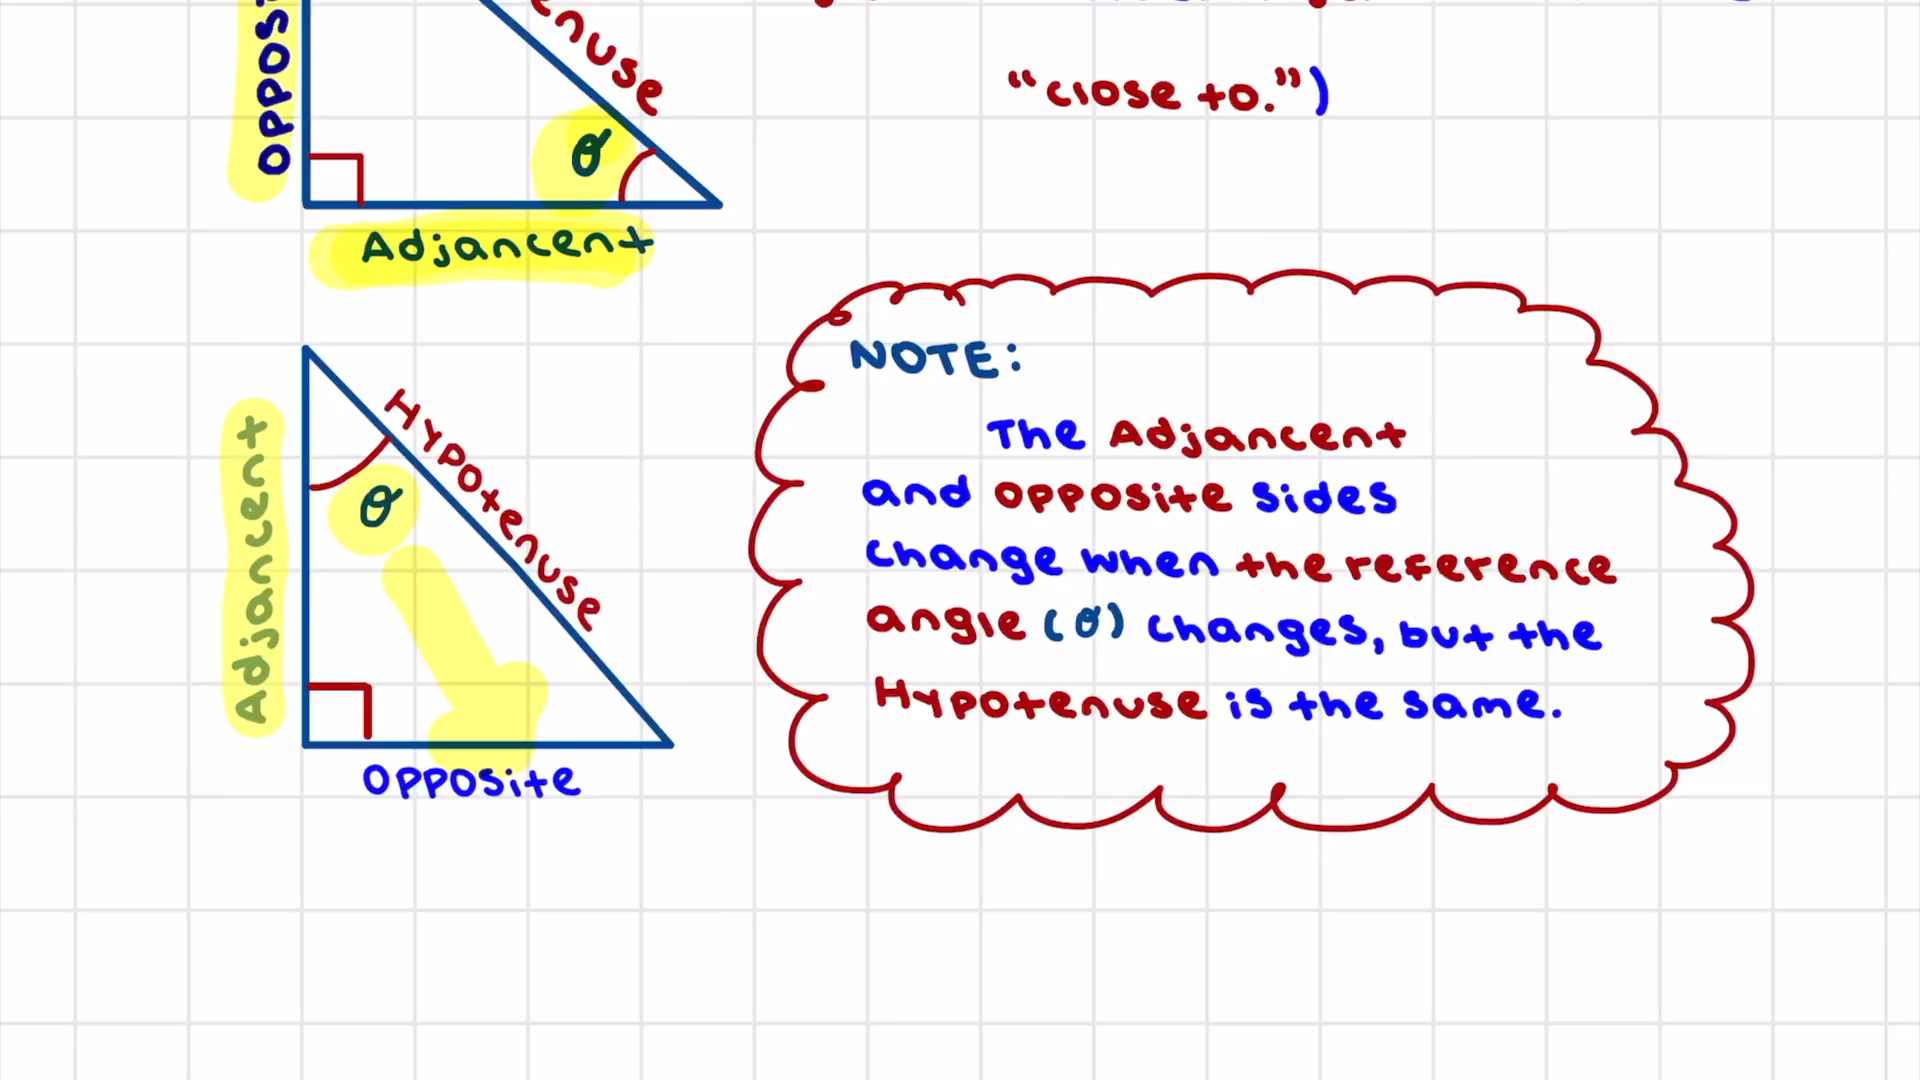 "close to.")
θ
Adjancent
Hypotenuse
Adjancent
θ
Opposite
NOTE:
The Adjancent
and opposite sides
change when the reference
angle (θ) changes, but the
Hypotenuse is the same.